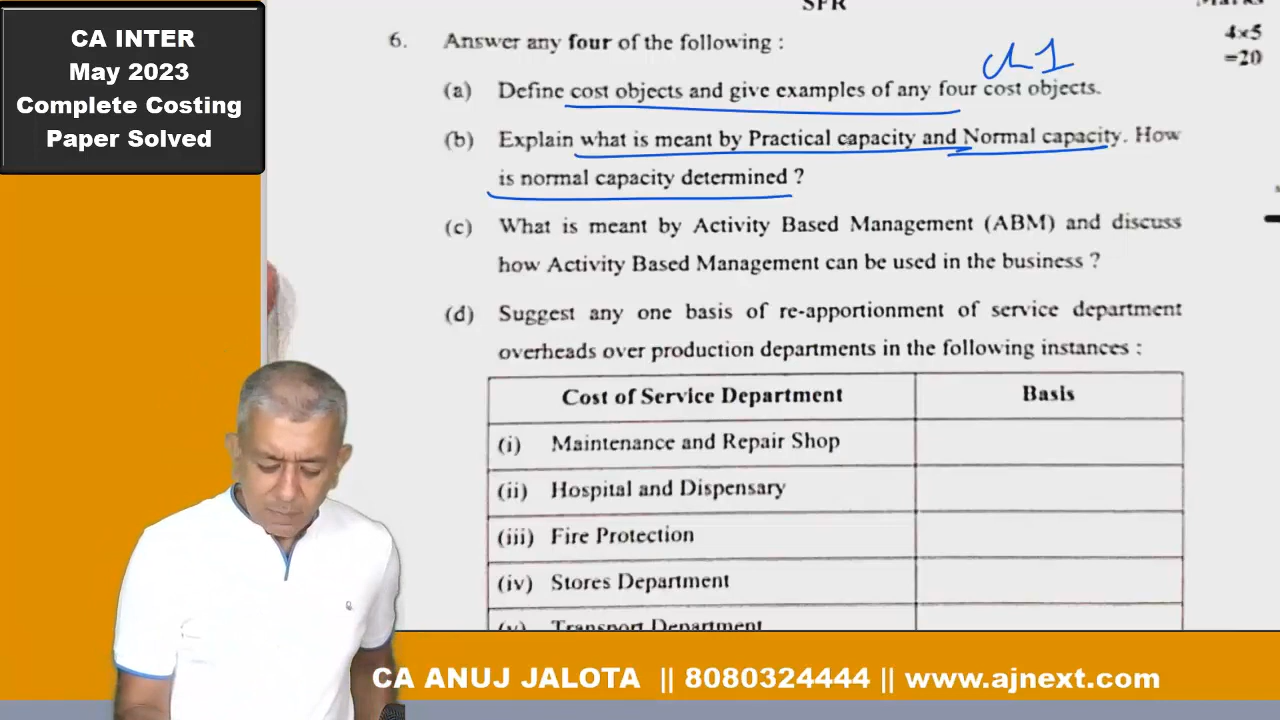 SFR
Marks
CA INTER
May 2023
Complete Costing
Paper Solved
6. Answer any four of the following :
4×5
=20
ch 1
(a) Define cost objects and give examples of any four cost objects.
(b) Explain what is meant by Practical capacity and Normal capacity. How
is normal capacity determined ?
(c) What is meant by Activity Based Management (ABM) and discuss
how Activity Based Management can be used in the business ?
(d) Suggest any one basis of re-apportionment of service department
overheads over production departments in the following instances :
Cost of Service Department Basis
(i) Maintenance and Repair Shop
(ii) Hospital and Dispensary
(iii) Fire Protection
(iv) Stores Department
(v) Transport Department
CA ANUJ JALOTA || 8080324444 || www.ajnext.com